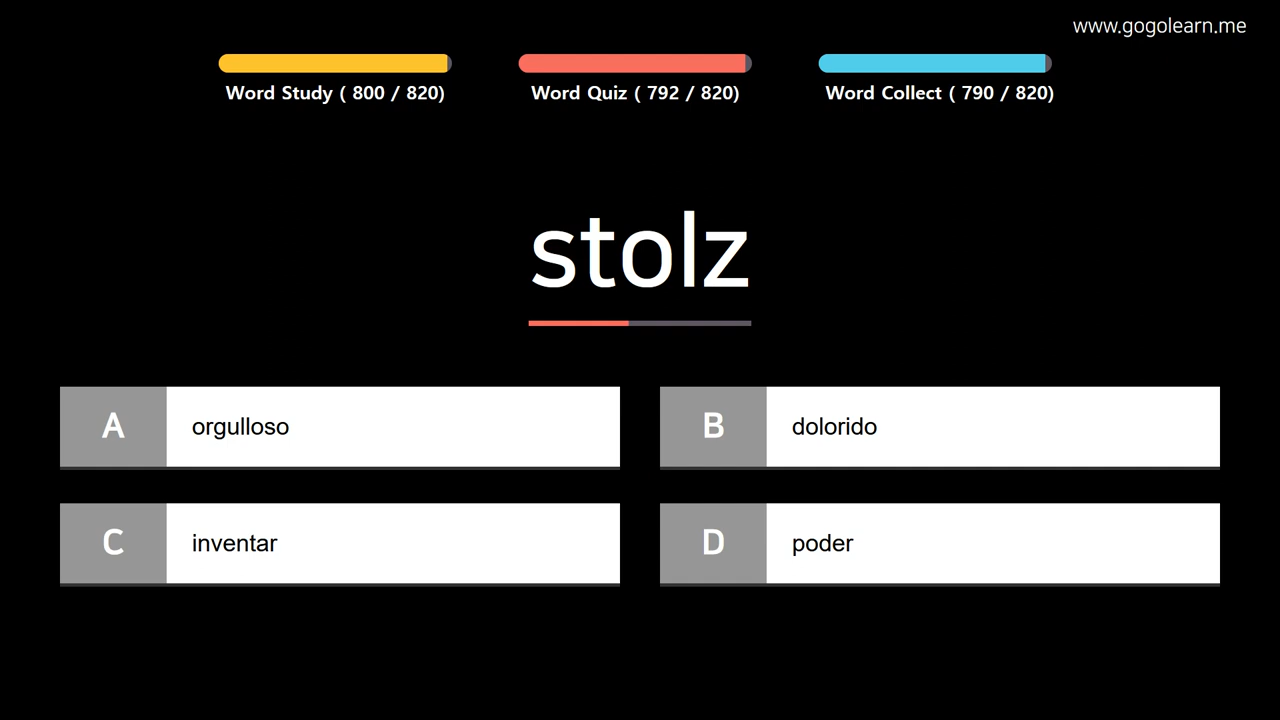 www.gogolearn.me
Word Study ( 800 / 820)
Word Quiz ( 792 / 820)
Word Collect ( 790 / 820)
stolz
A orgulloso
B dolorido
C inventar
D poder